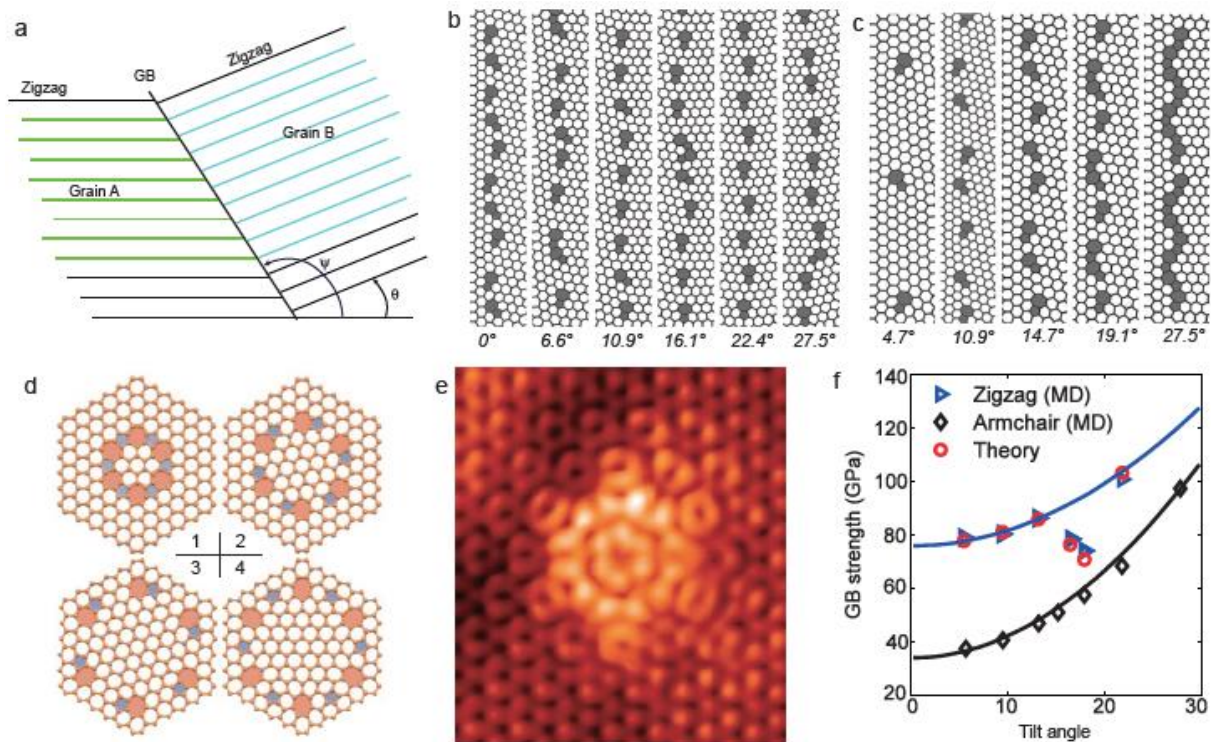 a
Zigzag
GB
Zigzag
Grain B
Grain A
ψ
θ
b
0° 6.6° 10.9° 16.1° 22.4° 27.5°
c
4.7° 10.9° 14.7° 19.1° 27.5°
d
1 2
3 4
e
f
140
120
100
80
60
40
20
GB strength (GPa)
Zigzag (MD)
Armchair (MD)
Theory
0 10 20 30
Tilt angle